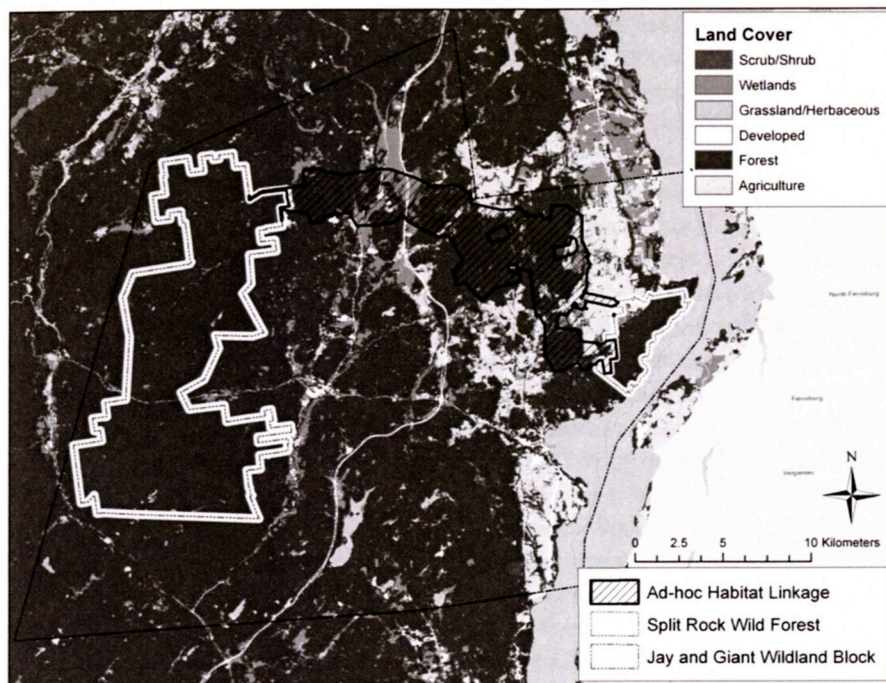 Land Cover
Scrub/Shrub
Wetlands
Grassland/Herbaceous
Developed
Forest
Agriculture
North Ferrisburg
Ferrisburg
Vergennes
N
0 2.5 5 10 Kilometers
Ad-hoc Habitat Linkage
Split Rock Wild Forest
Jay and Giant Wildland Block